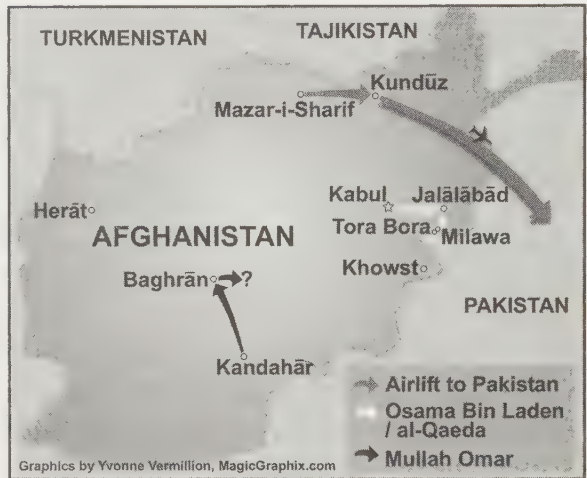 TURKMENISTAN
TAJIKISTAN
Kundūz
Mazar-i-Sharif
Kabul
Jalālābād
Herāt
Tora Bora
Milawa
AFGHANISTAN
Khowst
Baghrān
?
PAKISTAN
Kandahār
Airlift to Pakistan
Osama Bin Laden
/ al-Qaeda
Mullah Omar
Graphics by Yvonne Vermillion, MagicGraphix.com